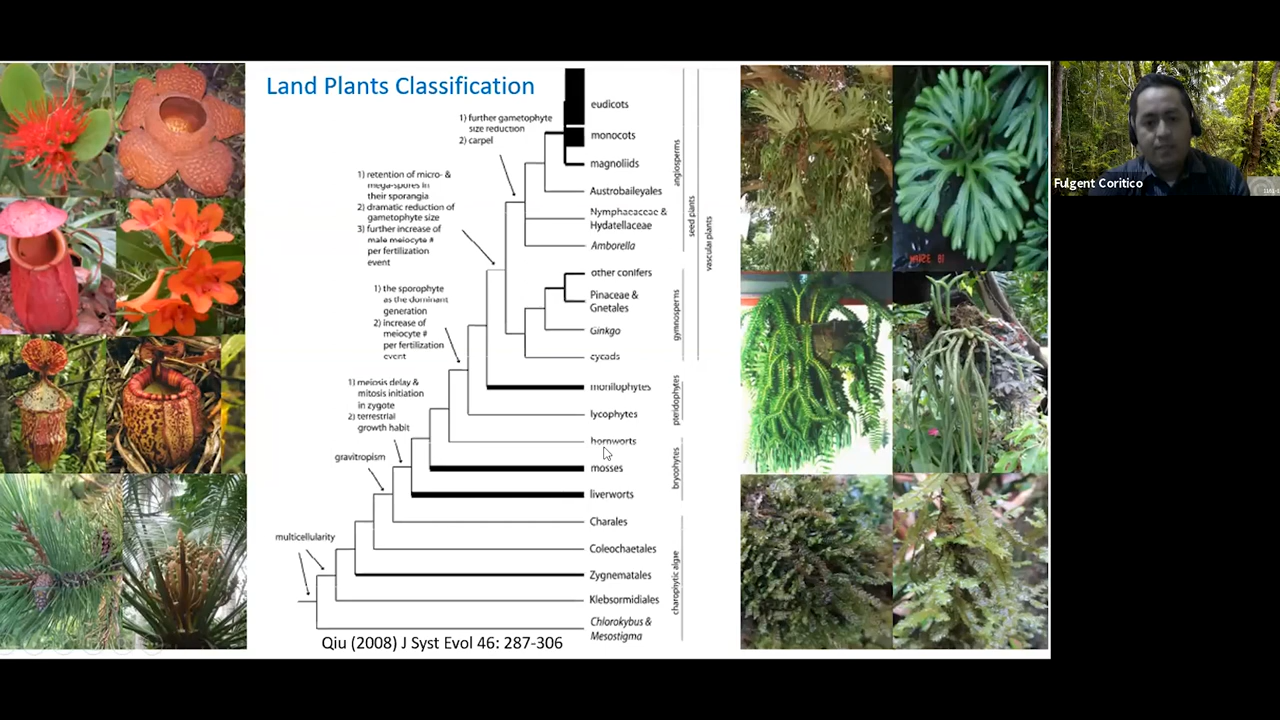 Land Plants Classification
1) further gametophyte
size reduction
2) carpel
1) retention of micro- &
mega-spores in
their sporangia
2) dramatic reduction of
gametophyte size
3) further increase of
male meiocyte #
per fertilization
event
1) the sporophyte
as the dominant
generation
2) increase of
meiocyte #
per fertilization
event
1) meiosis delay &
mitosis initiation
in zygote
2) terrestrial
growth habit
gravitropism
multicellularity
eudicots
monocots
magnoliids
Austrobaileyales
Nymphaceae &
Hydatellaceae
Amborella
other conifers
Pinaceae &
Gnetales
Ginkgo
cycads
monilophytes
lycophytes
hornworts
mosses
liverworts
Charales
Coleochaetales
Zygnematales
Klebsormidiales
Chlorokybus &
Mesostigma
angiosperms
gymnosperms
seed plants
vascular plants
pteridophytes
bryophytes
charophytic algae
Qiu (2008) J Syst Evol 46: 287-306
Fulgent Coritico